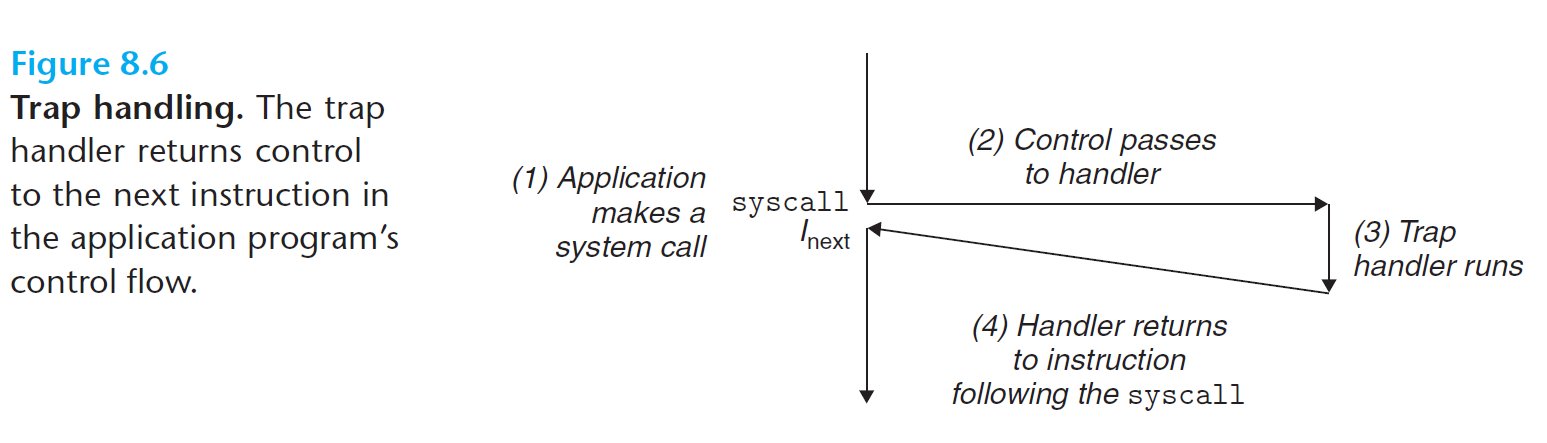 Figure 8.6
Trap handling. The trap
handler returns control
to the next instruction in
the application program's
control flow.
(1) Application
makes a
system call
syscall
Inext
(2) Control passes
to handler
(3) Trap
handler runs
(4) Handler returns
to instruction
following the syscall